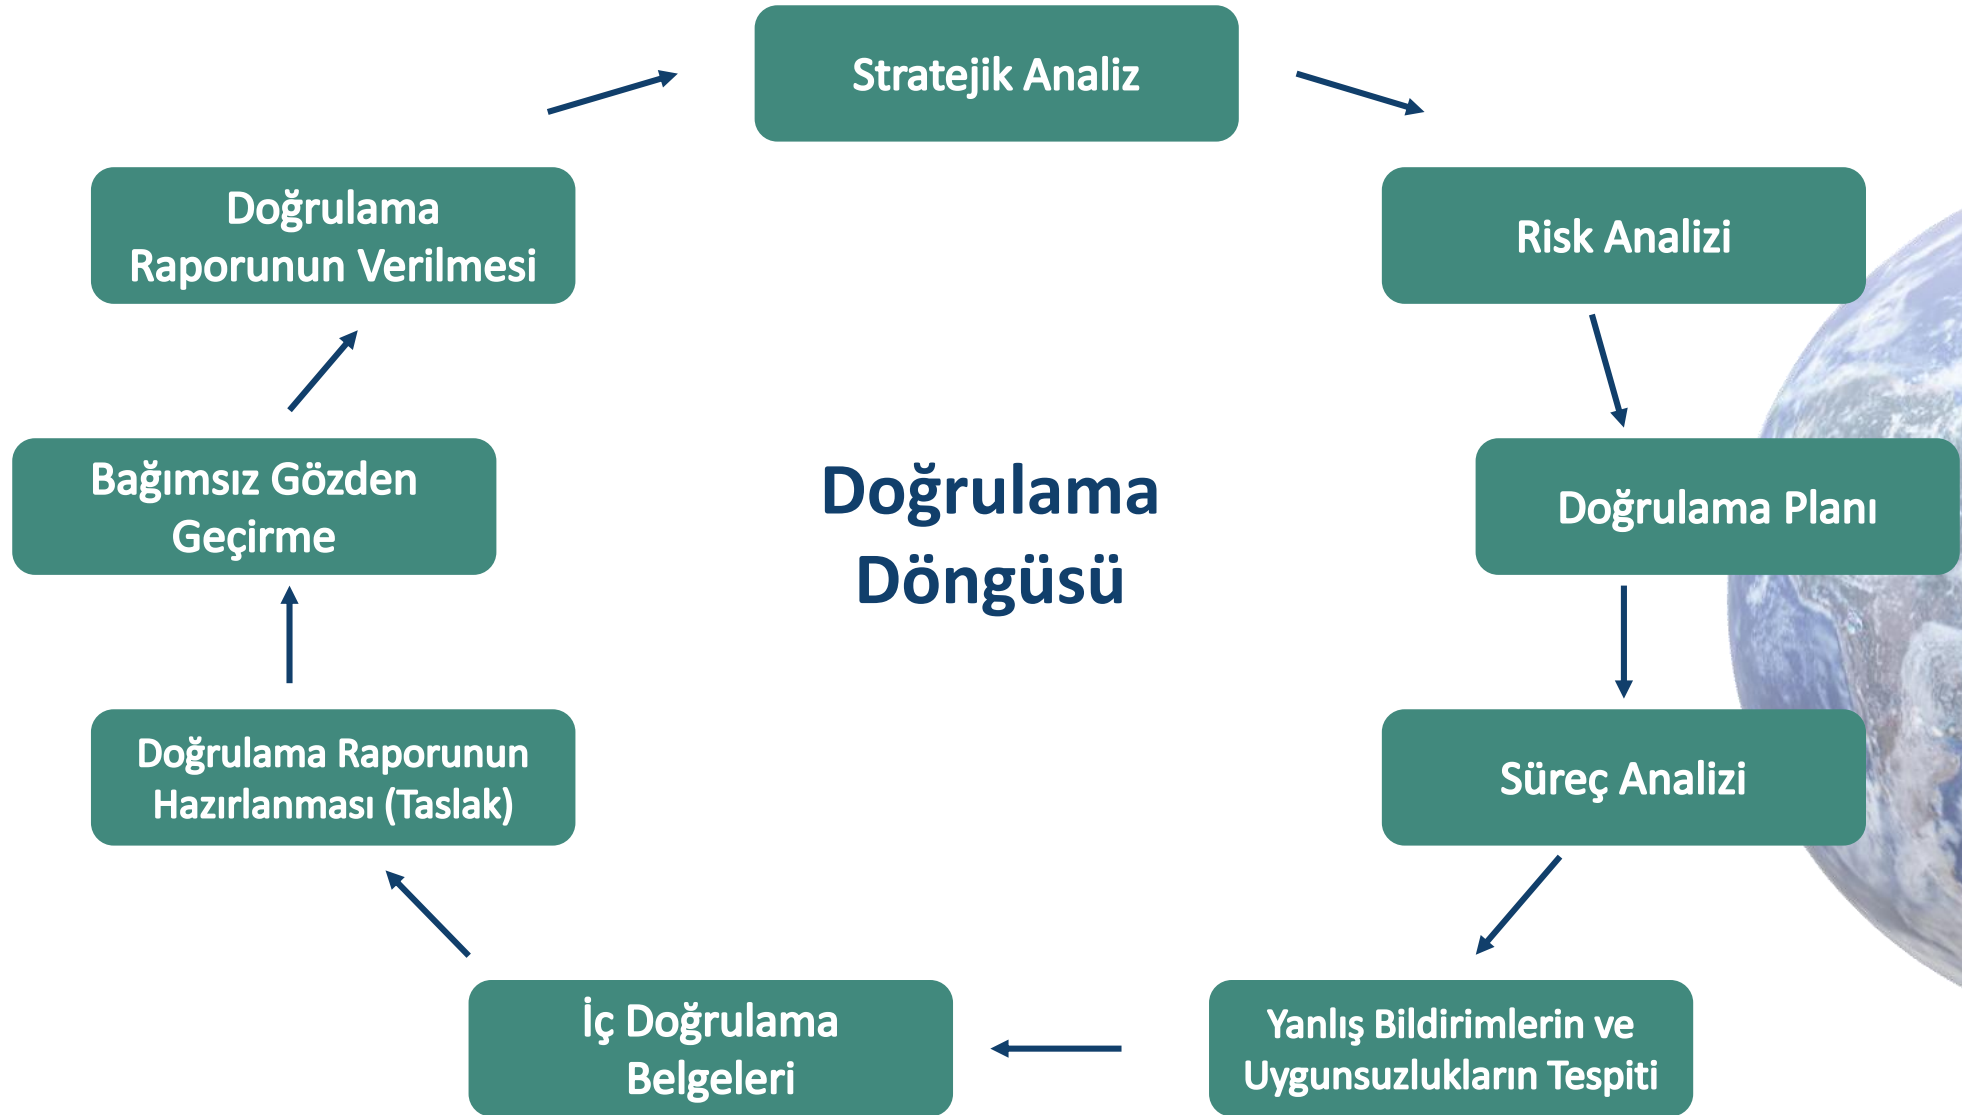 Stratejik Analiz
Risk Analizi
Doğrulama Planı
Süreç Analizi
Yanlış Bildirimlerin ve
Uygunsuzlukların Tespiti
İç Doğrulama
Belgeleri
Doğrulama Raporunun
Hazırlanması (Taslak)
Bağımsız Gözden
Geçirme
Doğrulama
Raporunun Verilmesi
Doğrulama
Döngüsü